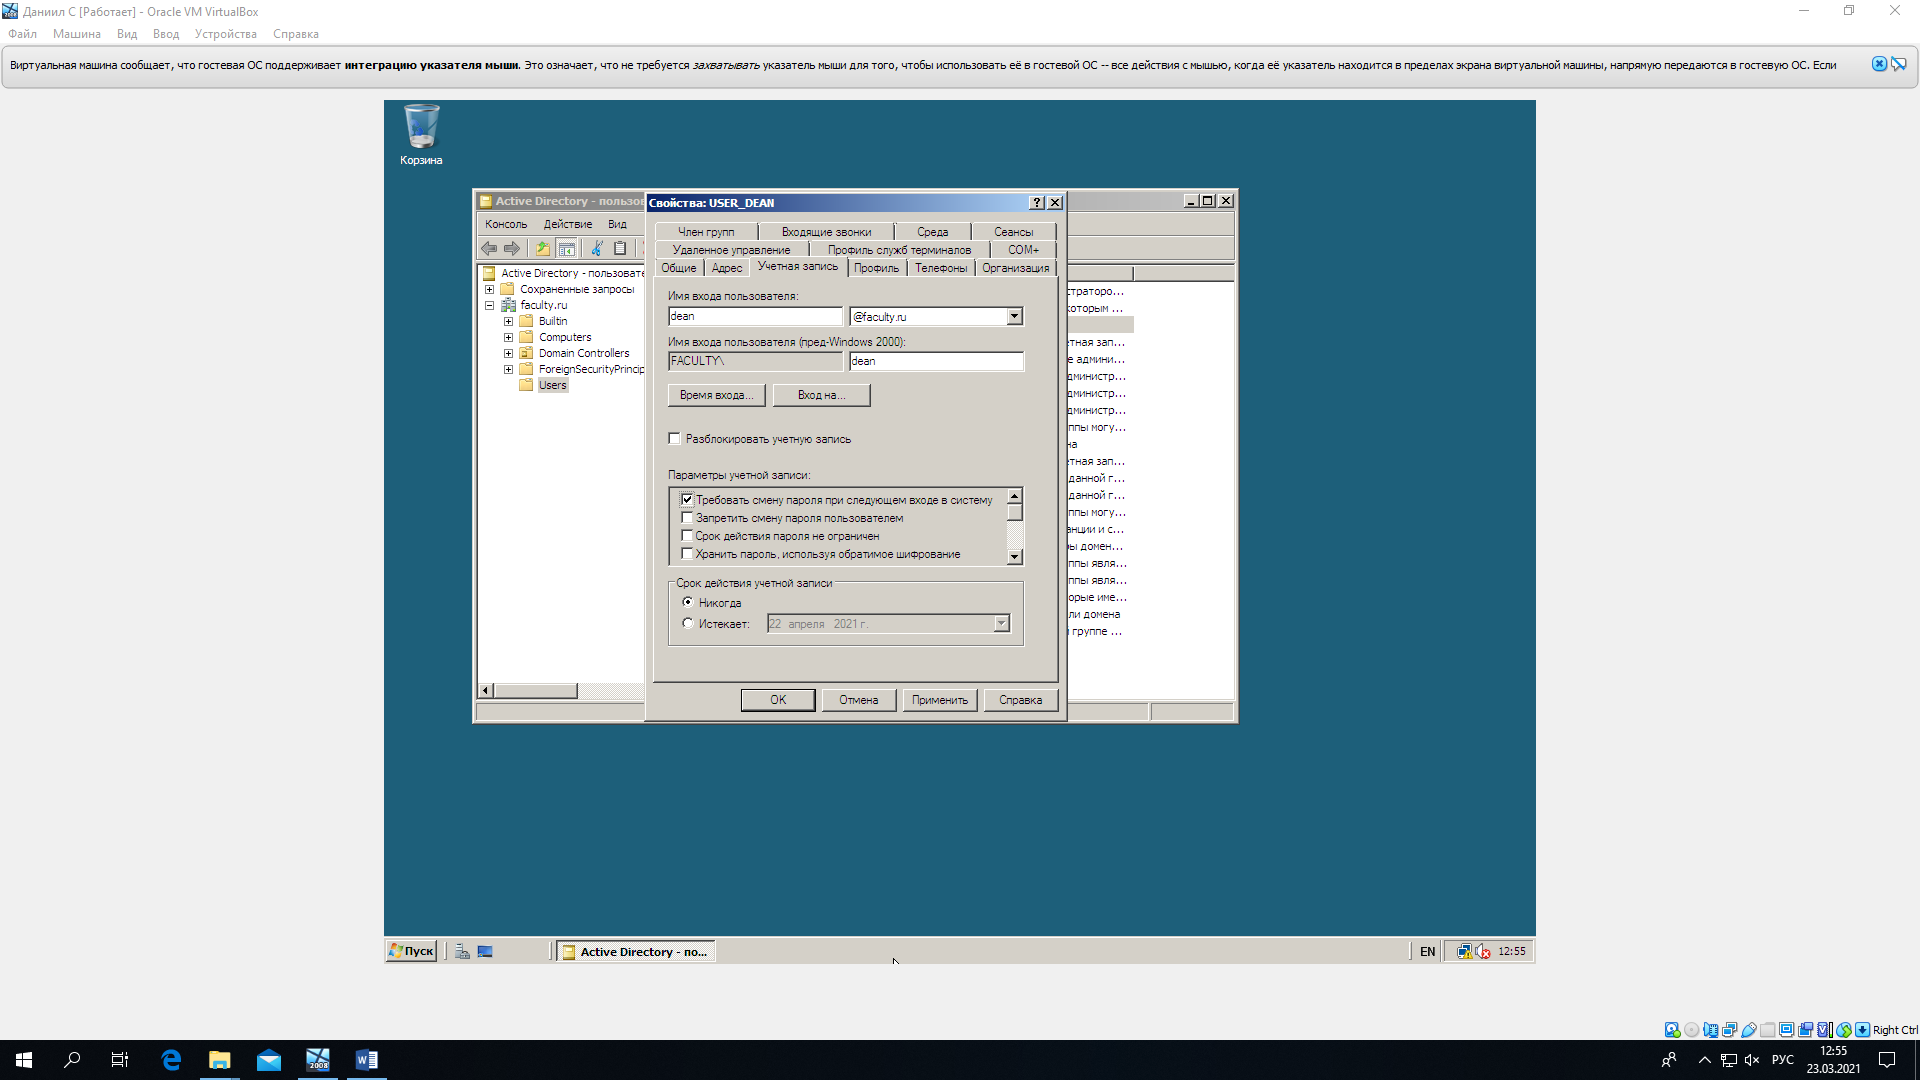 Даниил С [Работает] - Oracle VM VirtualBox
Файл Машина Вид Ввод Устройства Справка
Виртуальная машина сообщает, что гостевая ОС поддерживает интеграцию указателя мыши. Это означает, что не требуется захватывать указатель мыши для того, чтобы использовать её в гостевой ОС -- все действия с мышью, когда её указатель находится в пределах экрана виртуальной машины, напрямую передаются в гостевую ОС. Если
Корзина
Active Directory - пользов
Консоль Действие Вид
Active Directory - пользовате
Сохраненные запросы
faculty.ru
Builtin
Computers
Domain Controllers
ForeignSecurityPrincip
Users
Свойства: USER_DEAN
Член групп Входящие звонки Среда Сеансы
Удаленное управление Профиль служб терминалов COM+
Общие Адрес Учетная запись Профиль Телефоны Организация
Имя входа пользователя:
dean @faculty.ru
Имя входа пользователя (пред-Windows 2000):
FACULTY\ dean
Время входа... Вход на...
Разблокировать учетную запись
Параметры учетной записи:
Требовать смену пароля при следующем входе в систему
Запретить смену пароля пользователем
Срок действия пароля не ограничен
Хранить пароль, используя обратимое шифрование
Срок действия учетной записи
Никогда
Истекает: 22 апреля 2021 г.
OK Отмена Применить Справка
страторо...
которым ...
тная зап...
е админи...
дминистр...
дминистр...
дминистр...
ппы могу...
на
тная зап...
данной г...
данной г...
ппы могу...
нции и с...
ы домен...
ппы явля...
ппы явля...
орые име...
ли домена
группе ...
Пуск Active Directory - по... EN 12:55
Right Ctrl
2008
РУС 12:55
23.03.2021